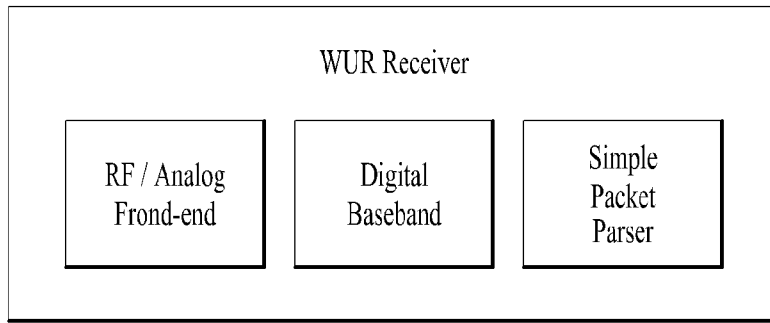 WUR Receiver
RF / Analog
Frond-end
Digital
Baseband
Simple
Packet
Parser